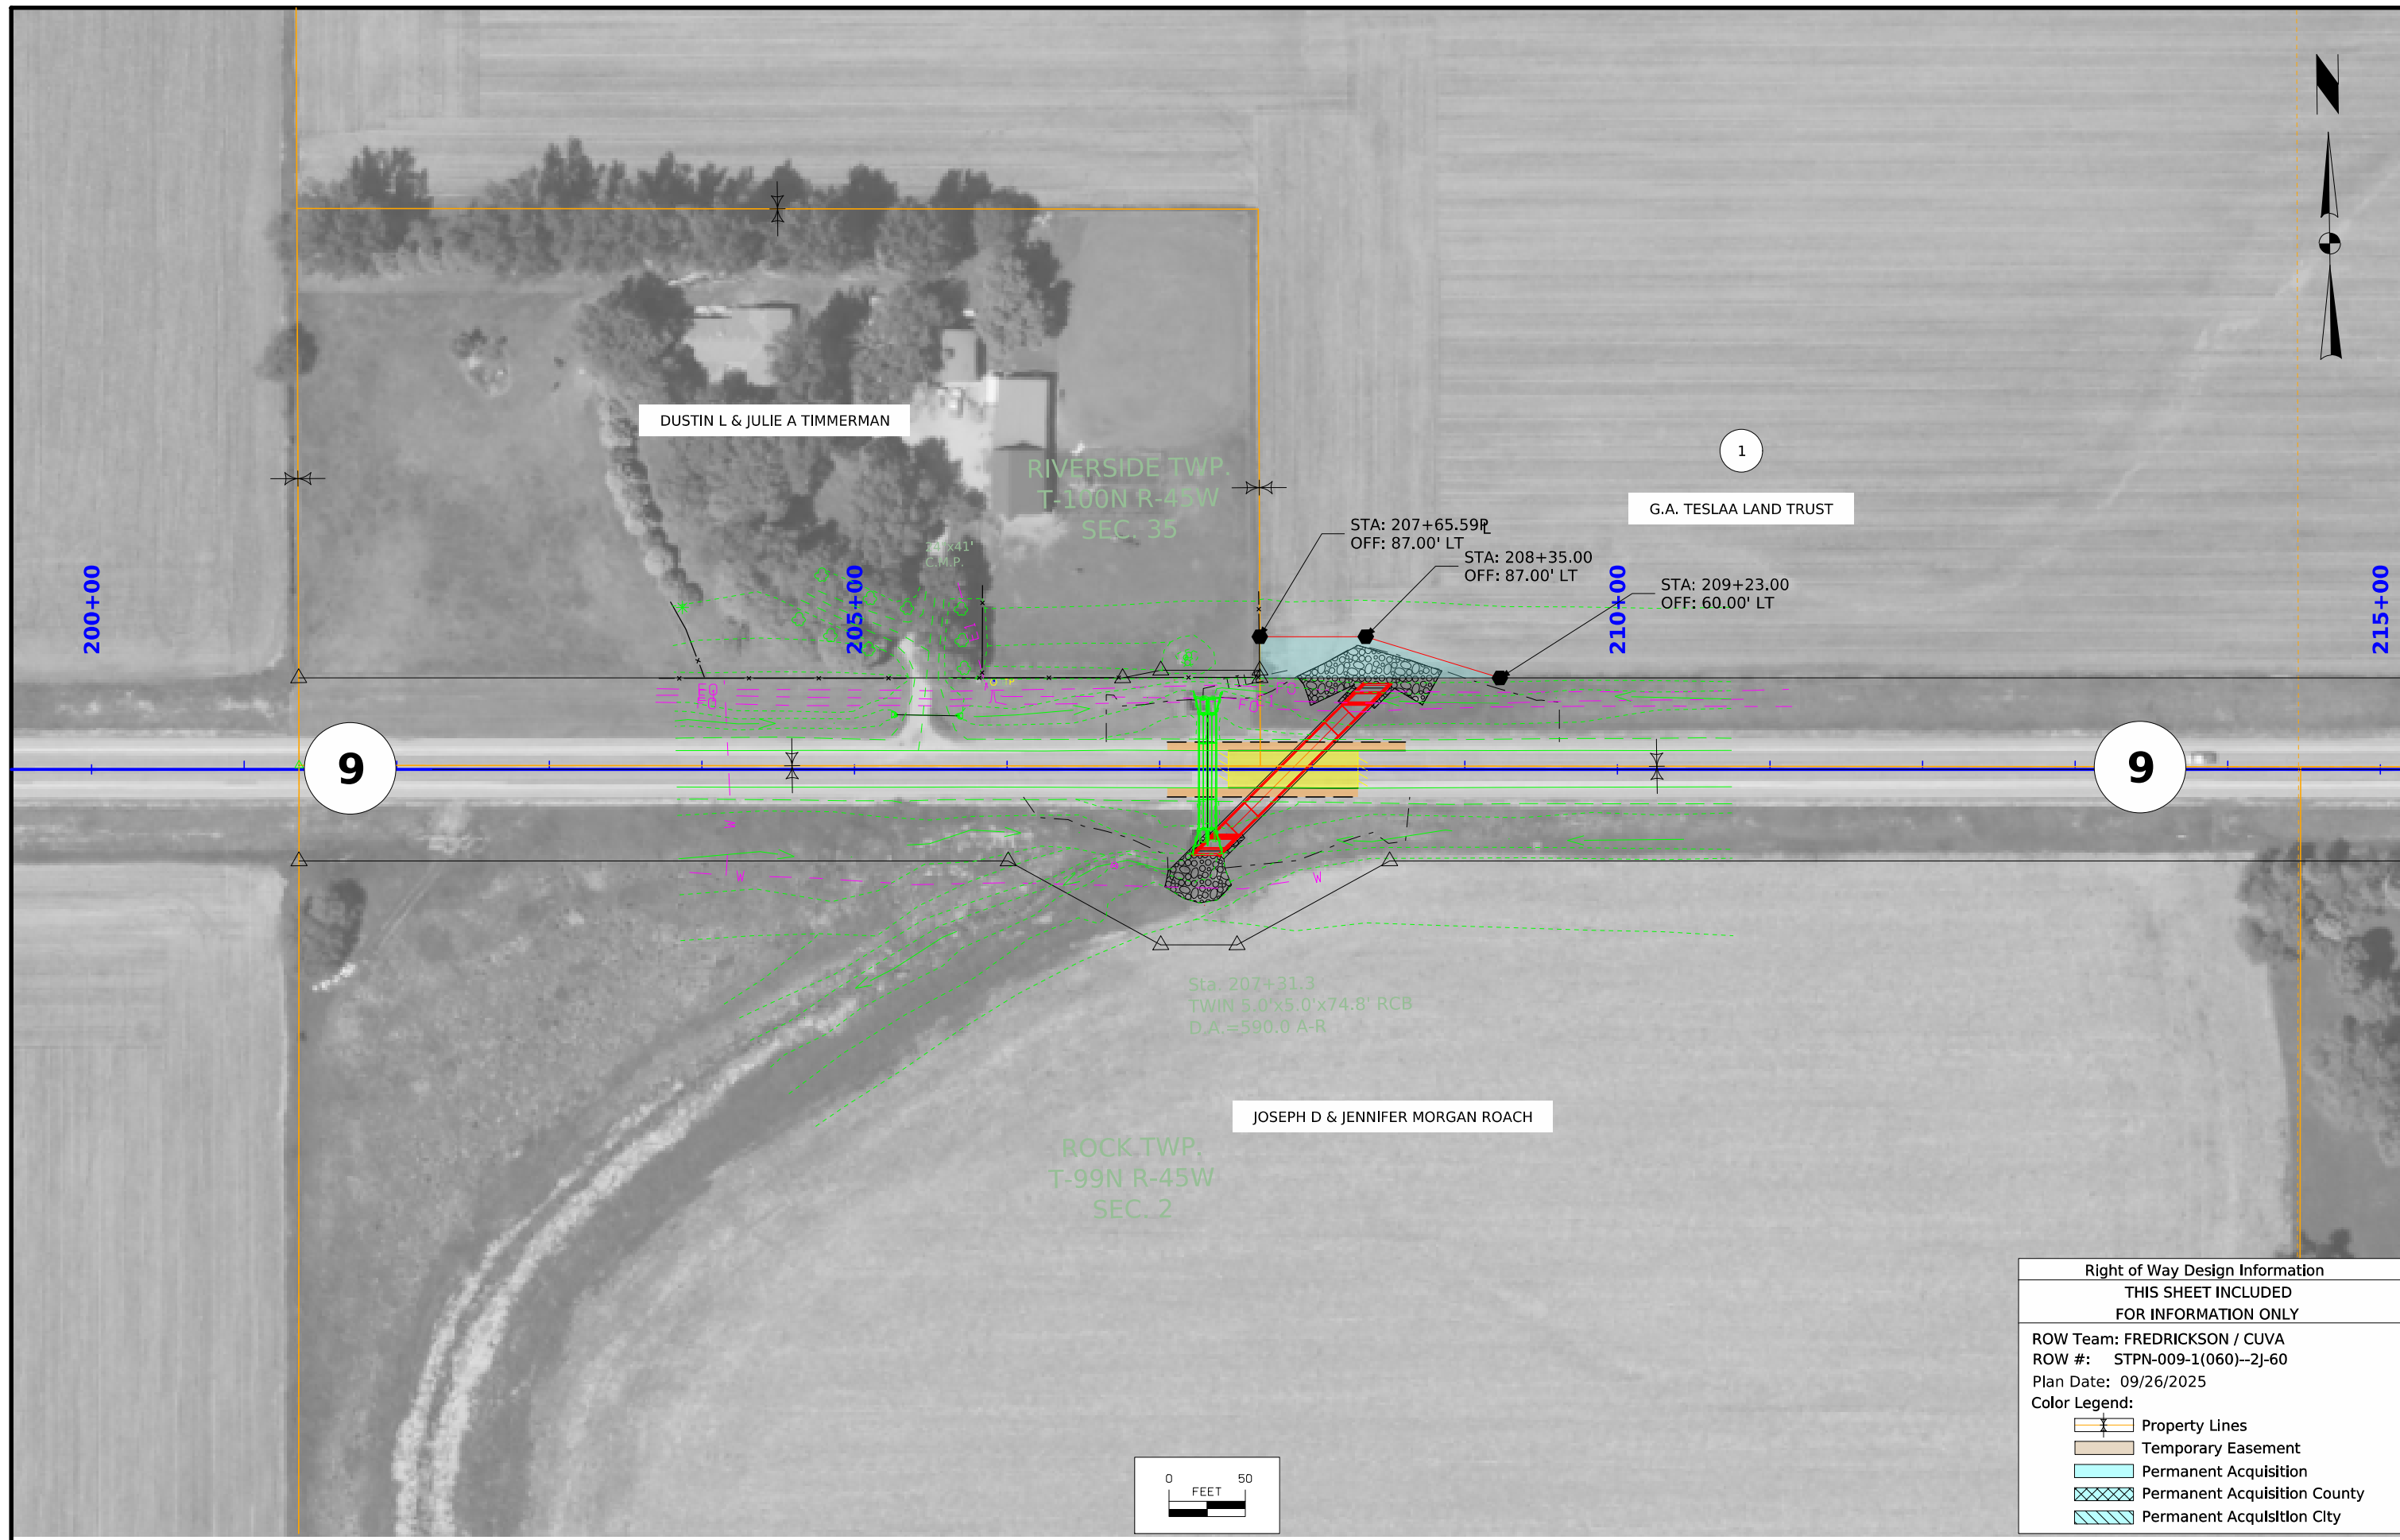 N
DUSTIN L & JULIE A TIMMERMAN
RIVERSIDE TWP.
T-100N R-45W
SEC. 35
1
G.A. TESLAA LAND TRUST
STA: 207+65.59PL
OFF: 87.00' LT
STA: 208+35.00
OFF: 87.00' LT
STA: 209+23.00
OFF: 60.00' LT
x41'
C.M.P.
200+00
205+00
210+00
215+00
FO
FO
FO
FO
9
9
W
W
W
Sta. 207+31.3
TWIN 5.0'x5.0'x74.8' RCB
D.A.=590.0 A-R
JOSEPH D & JENNIFER MORGAN ROACH
ROCK TWP.
T-99N R-45W
SEC. 2
0 50
FEET
Right of Way Design Information
THIS SHEET INCLUDED
FOR INFORMATION ONLY
ROW Team: FREDRICKSON / CUVA
ROW #: STPN-009-1(060)--2J-60
Plan Date: 09/26/2025
Color Legend:
Property Lines
Temporary Easement
Permanent Acquisition
Permanent Acquisition County
Permanent Acquisition City